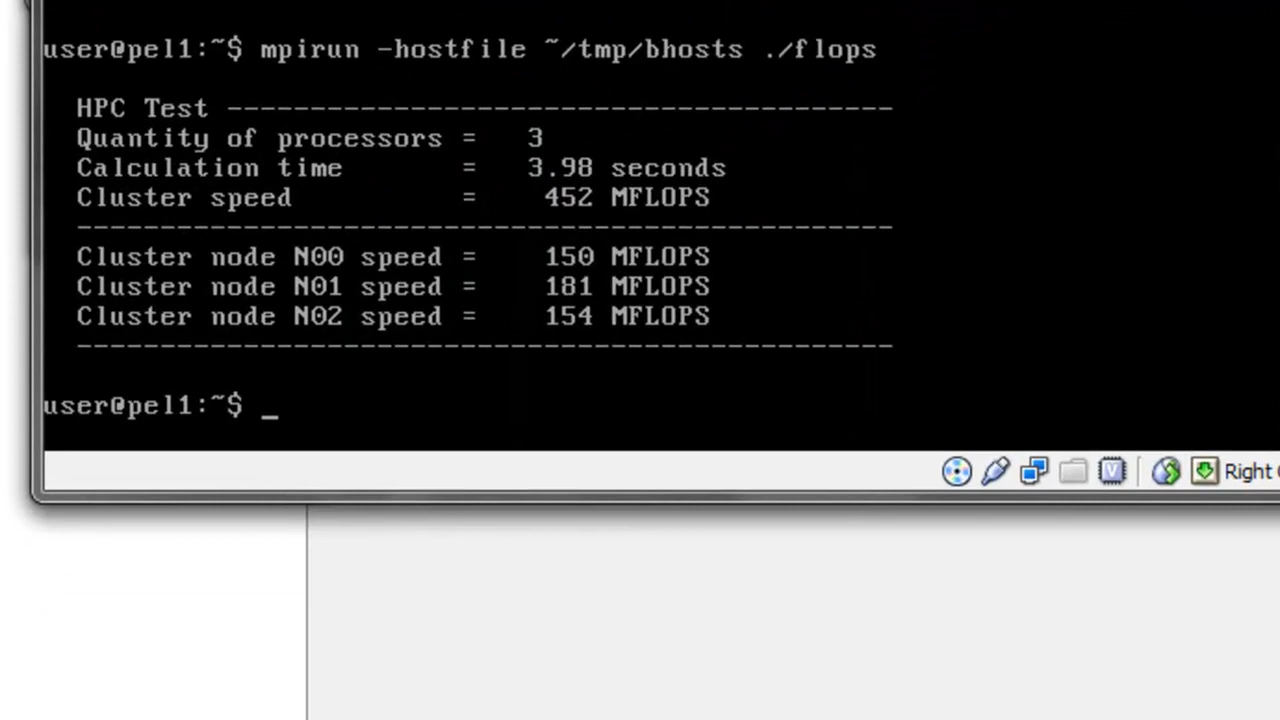 user@pel1:~$ mpirun -hostfile ~/tmp/bhosts ./flops
HPC Test ----------------------------------------
Quantity of processors = 3
Calculation time = 3.98 seconds
Cluster speed = 452 MFLOPS
-------------------------------------------------
Cluster node N00 speed = 150 MFLOPS
Cluster node N01 speed = 181 MFLOPS
Cluster node N02 speed = 154 MFLOPS
-------------------------------------------------
user@pel1:~$ _
Right